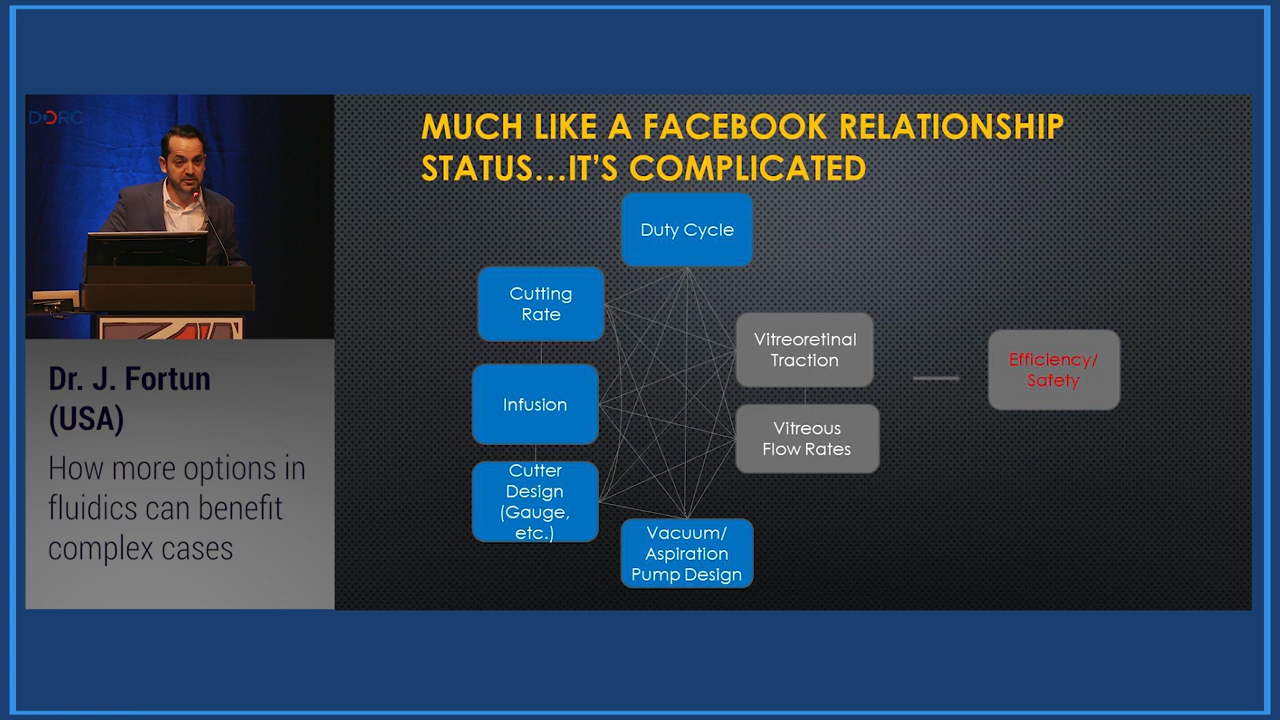 DORC
Dr. J. Fortun
(USA)
How more options in
fluidics can benefit
complex cases
MUCH LIKE A FACEBOOK RELATIONSHIP
STATUS...IT'S COMPLICATED
Duty Cycle
Cutting
Rate
Infusion
Cutter
Design
(Gauge,
etc.)
Vacuum/
Aspiration
Pump Design
Vitreoretinal
Traction
Vitreous
Flow Rates
Efficiency/
Safety